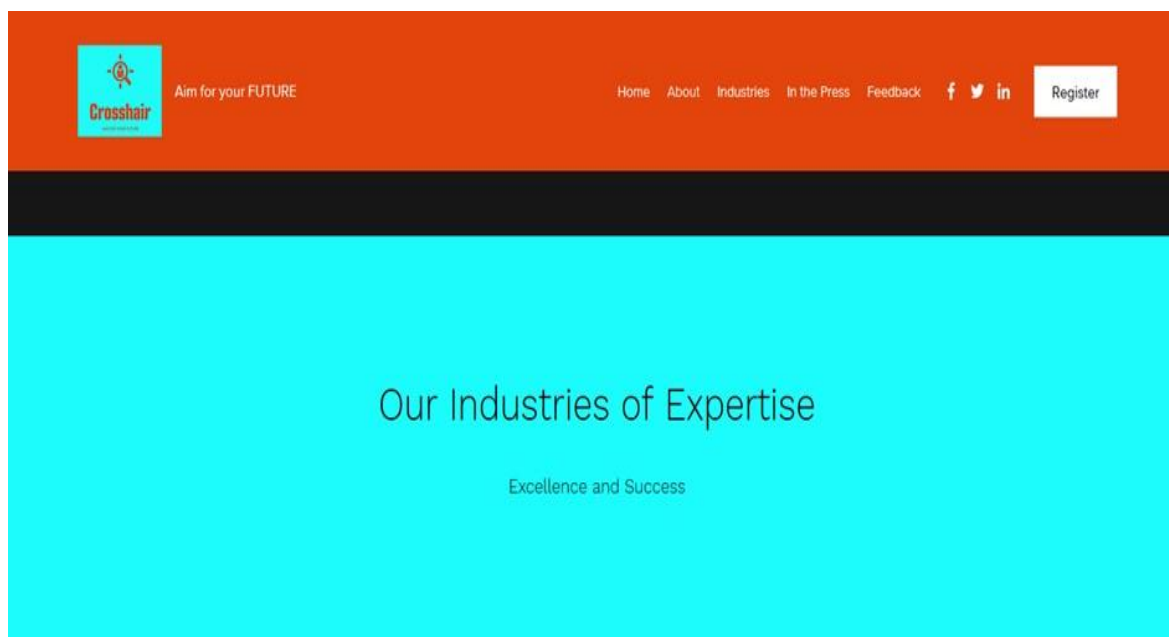 Crosshair
Aim for your FUTURE
Home About Industries In the Press Feedback f in Register
Our Industries of Expertise
Excellence and Success